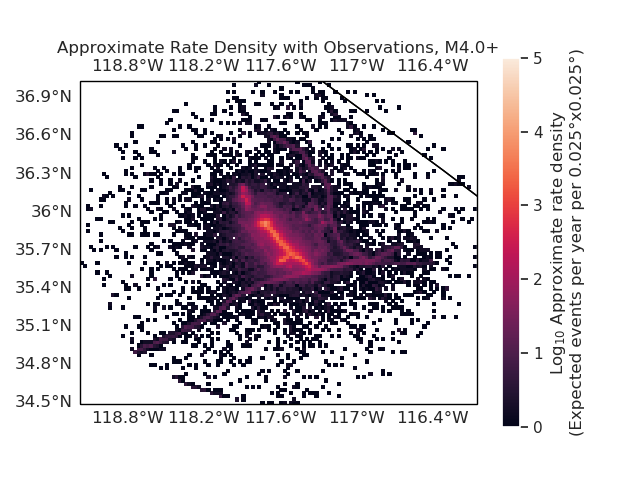 Approximate Rate Density with Observations, M4.0+
118.8°W 118.2°W 117.6°W 117°W 116.4°W
36.9°N
36.6°N
36.3°N
36°N
35.7°N
35.4°N
35.1°N
34.8°N
34.5°N
118.8°W 118.2°W 117.6°W 117°W 116.4°W
5
4
3
2
1
0
Log₁₀ Approximate rate density
(Expected events per year per 0.025°x0.025°)